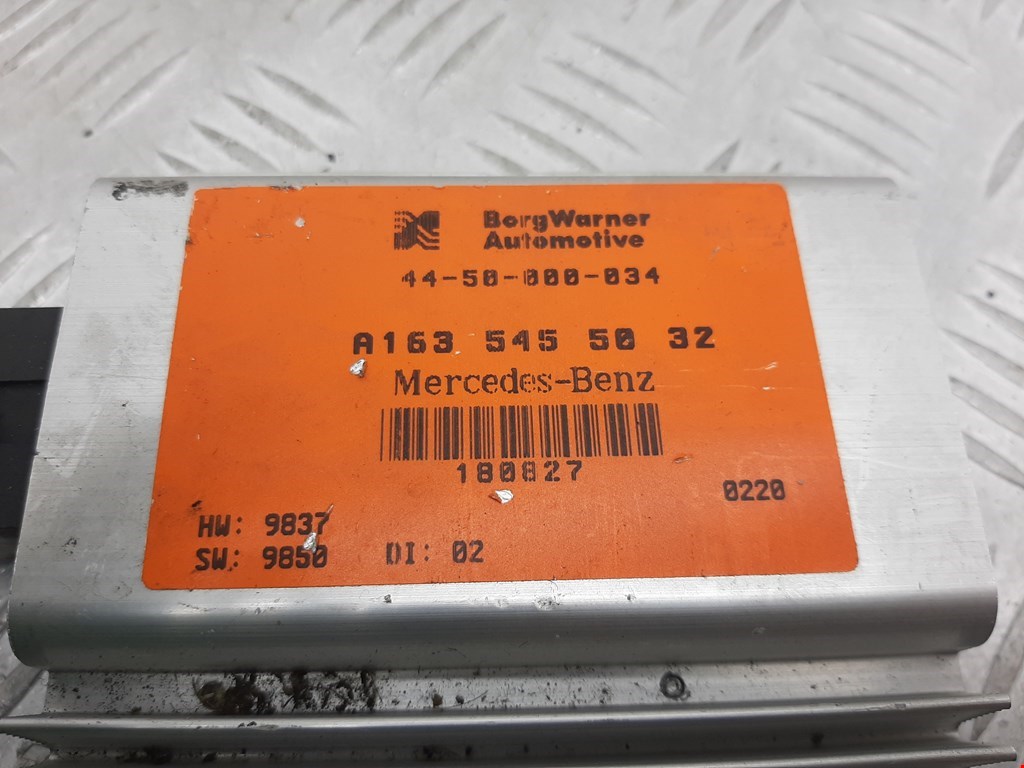 BorgWarner
Automotive
44-50-000-034
A163 545 50 32
Mercedes-Benz
180827
0220
HW: 9837
SW: 9850 DI: 02